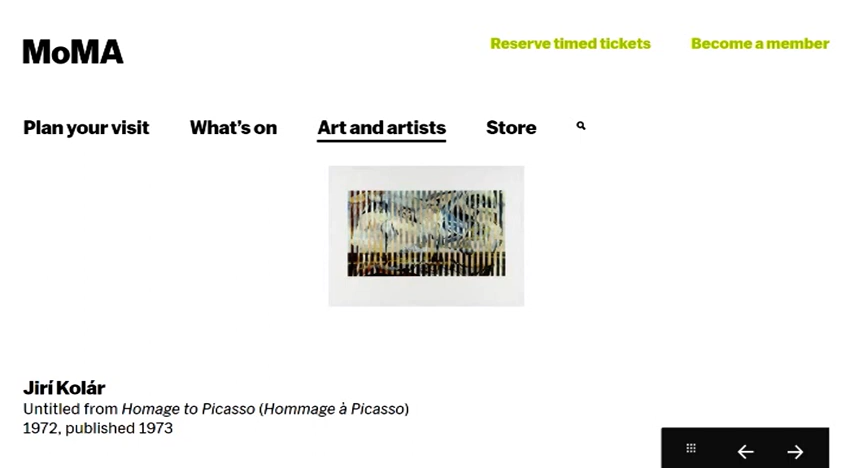 MoMA
Reserve timed tickets
Become a member
Plan your visit
What's on
Art and artists
Store
Jirí Kolár
Untitled from Homage to Picasso (Hommage à Picasso)
1972, published 1973